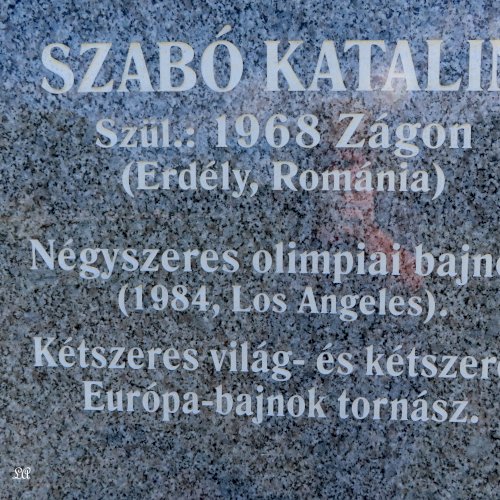 SZABÓ KATALIN
Szül.: 1968 Zágon
(Erdély, Románia)
Négyszeres olimpiai bajno
(1984, Los Angeles).
Kétszeres világ- és kétszere
Európa-bajnok tornász.